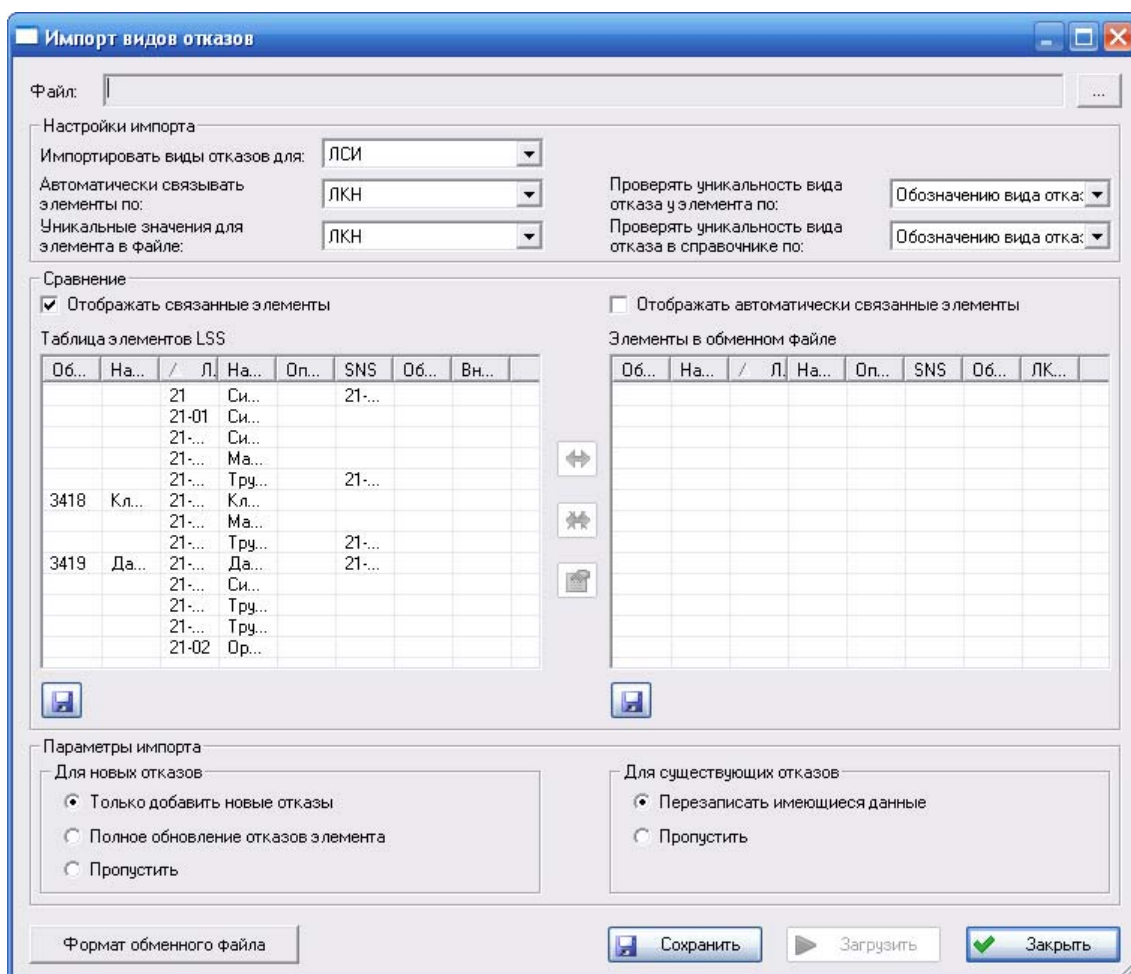 Импорт видов отказов
Файл: ...
Настройки импорта
Импортировать виды отказов для: ЛСИ
Автоматически связывать элементы по: ЛКН
Проверять уникальность вида отказа у элемента по: Обозначению вида отказ
Уникальные значения для элемента в файле: ЛКН
Проверять уникальность вида отказа в справочнике по: Обозначению вида отказ
Сравнение
Отображать связанные элементы
Отображать автоматически связанные элементы
Таблица элементов LSS
Элементы в обменном файле
Об... На... / Л. На... Оп... SNS Об... Вн...
Об... На... / Л. На... Оп... SNS Об... ЛК...
21 Си... 21-...
21-01 Си...
21-... Си...
21-... Ма...
21-... Тру... 21-...
3418 Кл... 21-... Кл...
21-... Ма...
21-... Тру... 21-...
3419 Да... 21-... Да... 21-...
21-... Си...
21-... Тру...
21-... Тру...
21-02 Ор...
Параметры импорта
Для новых отказов
Только добавить новые отказы
Полное обновление отказов элемента
Пропустить
Для существующих отказов
Перезаписать имеющиеся данные
Пропустить
Формат обменного файла
Сохранить
Загрузить
Закрыть